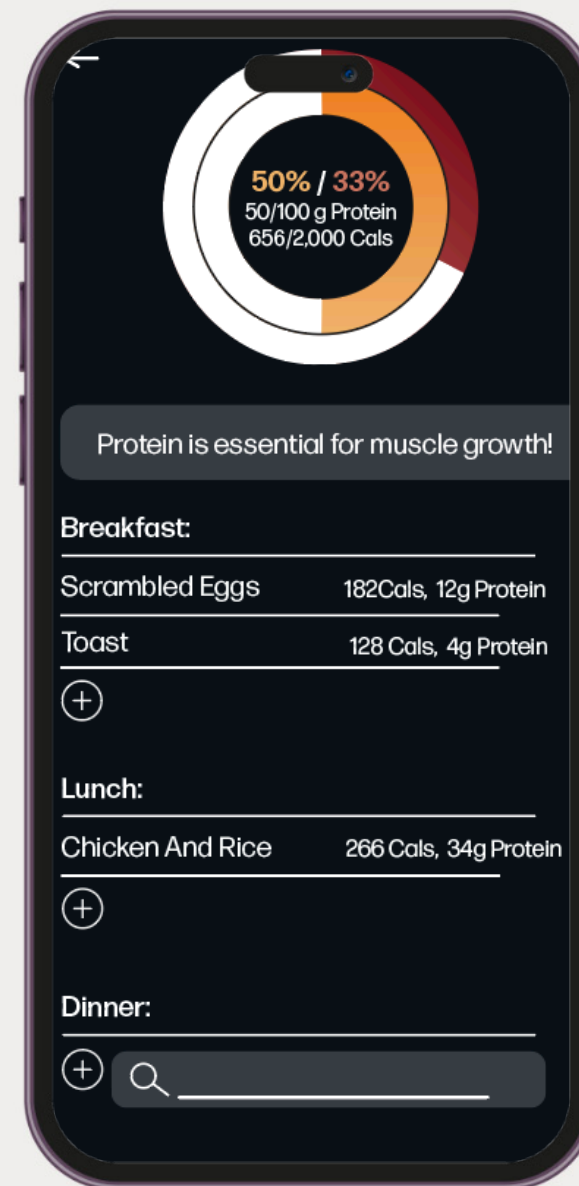 50% / 33%
50/100 g Protein
656/2,000 Cals
Protein is essential for muscle growth!
Breakfast:
Scrambled Eggs 182Cals, 12g Protein
Toast 128 Cals, 4g Protein
Lunch:
Chicken And Rice 266 Cals, 34g Protein
Dinner: